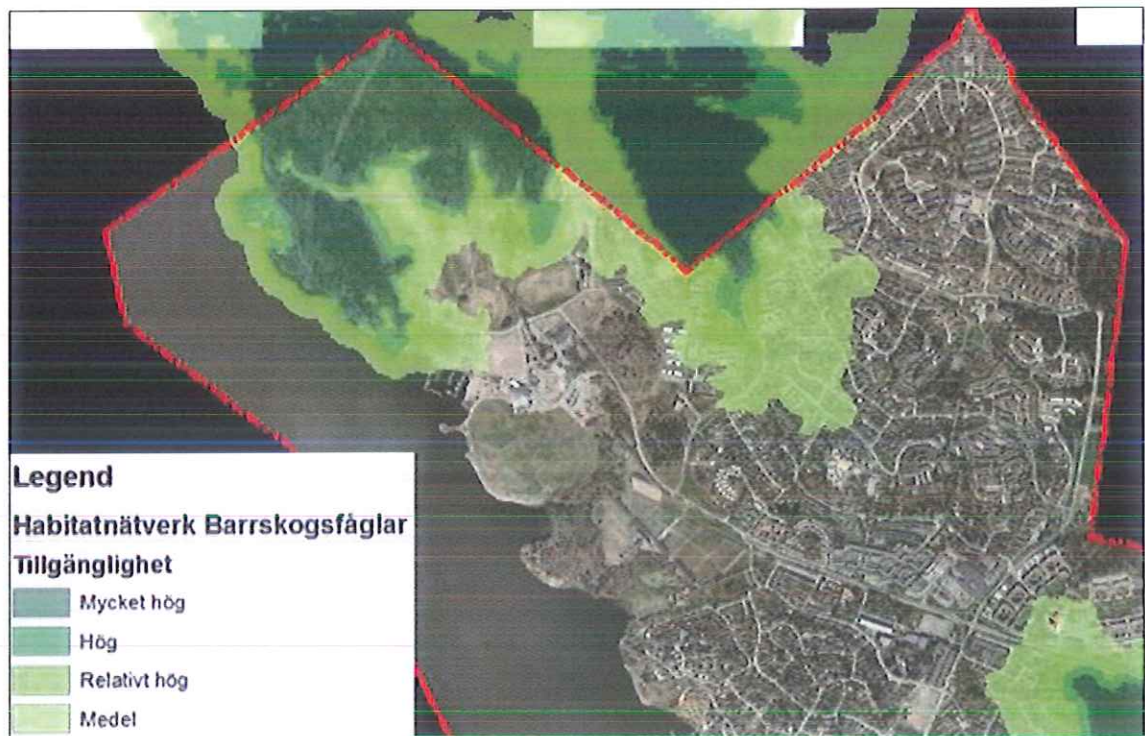 Legend
Habitatnätverk Barrskogsfåglar
Tillgänglighet
Mycket hög
Hög
Relativt hög
Medel